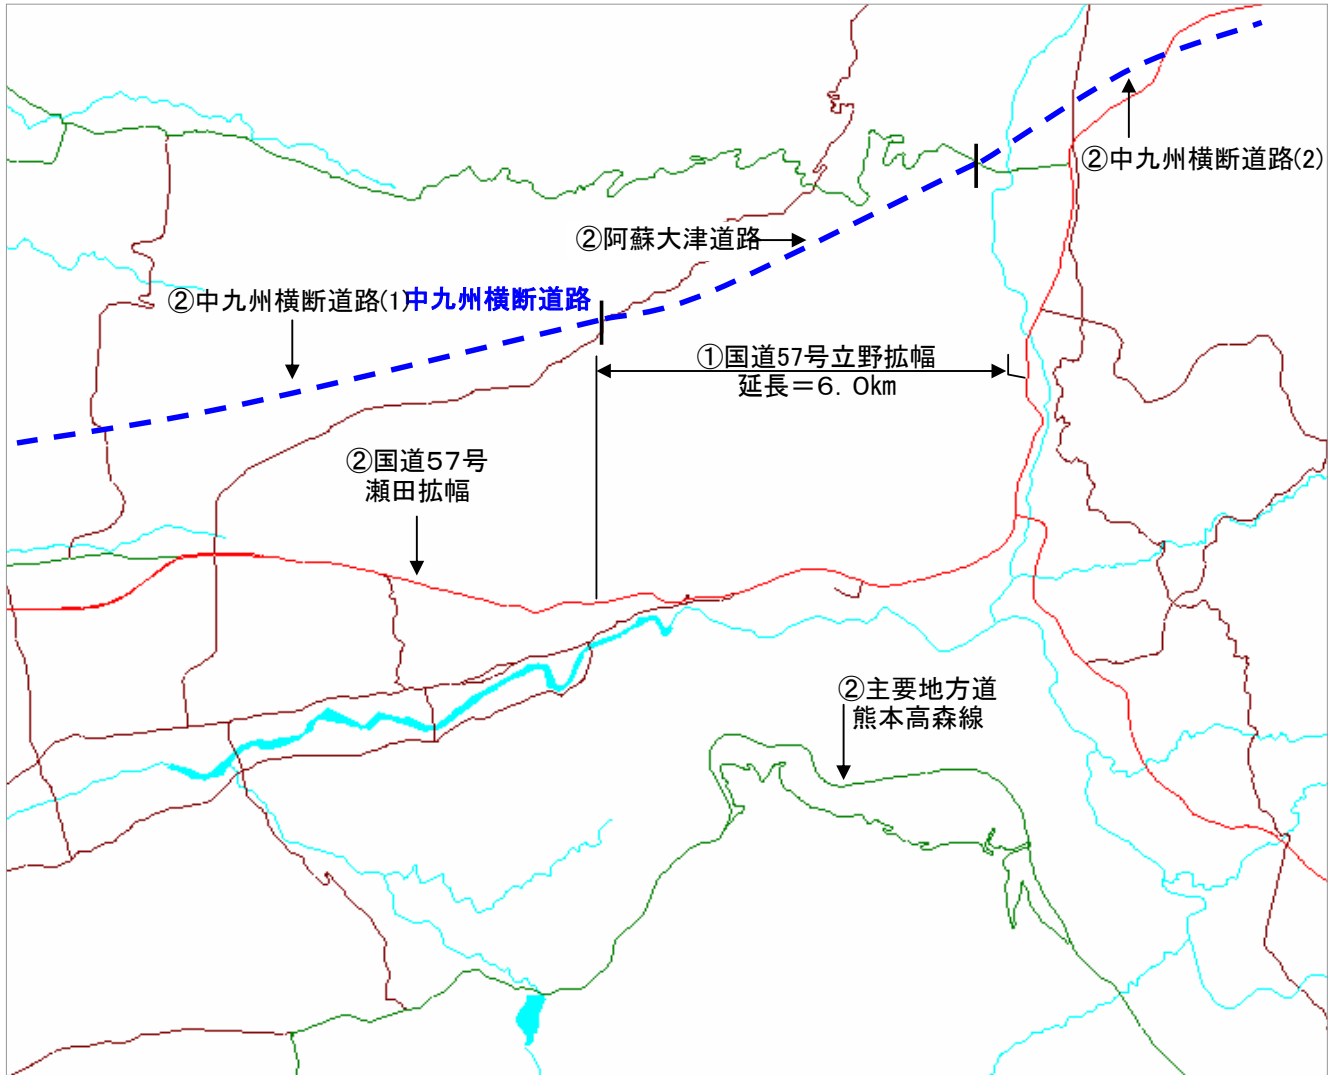 ②中九州横断道路(2)
②阿蘇大津道路
②中九州横断道路(1)
中九州横断道路
①国道57号立野拡幅
延長＝6．0km
②国道57号
瀬田拡幅
②主要地方道
熊本高森線